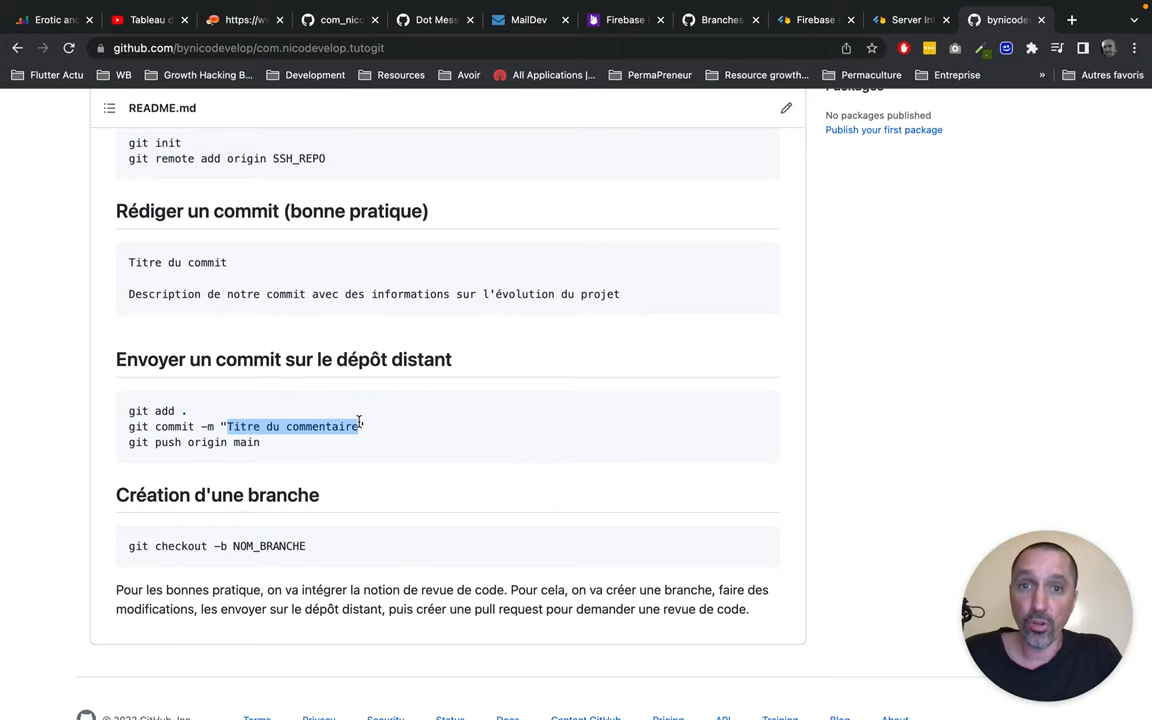 Erotic and
Tableau d
https://w
com_nico
Dot Mess
MailDev
Firebase
Branches
Firebase
Server Int
bynicodev
github.com/bynicodevelop/com.nicodevelop.tutogit
Flutter Actu
WB
Growth Hacking B...
Development
Resources
Avoir
All Applications |...
PermaPreneur
Resource growth...
Permaculture
Entreprise
»
Autres favoris
README.md
Packages
No packages published
Publish your first package
git init
git remote add origin SSH_REPO
Rédiger un commit (bonne pratique)
Titre du commit
Description de notre commit avec des informations sur l'évolution du projet
Envoyer un commit sur le dépôt distant
git add .
git commit -m "Titre du commentaire"
git push origin main
Création d'une branche
git checkout -b NOM_BRANCHE
Pour les bonnes pratique, on va intégrer la notion de revue de code. Pour cela, on va créer une branche, faire des
modifications, les envoyer sur le dépôt distant, puis créer une pull request pour demander une revue de code.
© 2022 GitHub, Inc.
Terms
Privacy
Security
Status
Docs
Contact GitHub
Pricing
API
Training
Blog
About